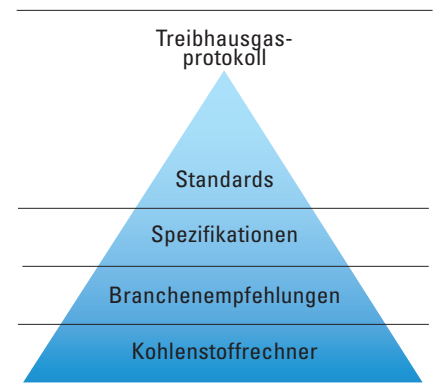 Treibhausgas-
protokoll
Standards
Spezifikationen
Branchenempfehlungen
Kohlenstoffrechner